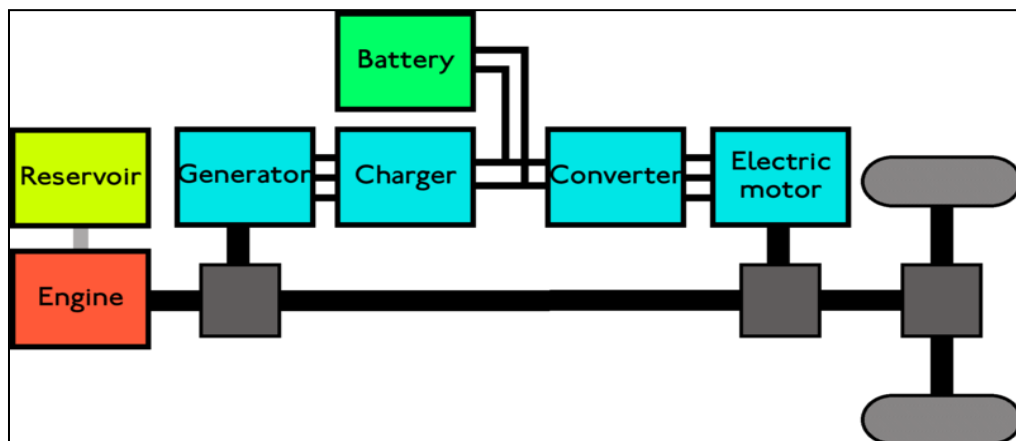 Battery
Reservoir
Generator
Charger
Converter
Electric
motor
Engine